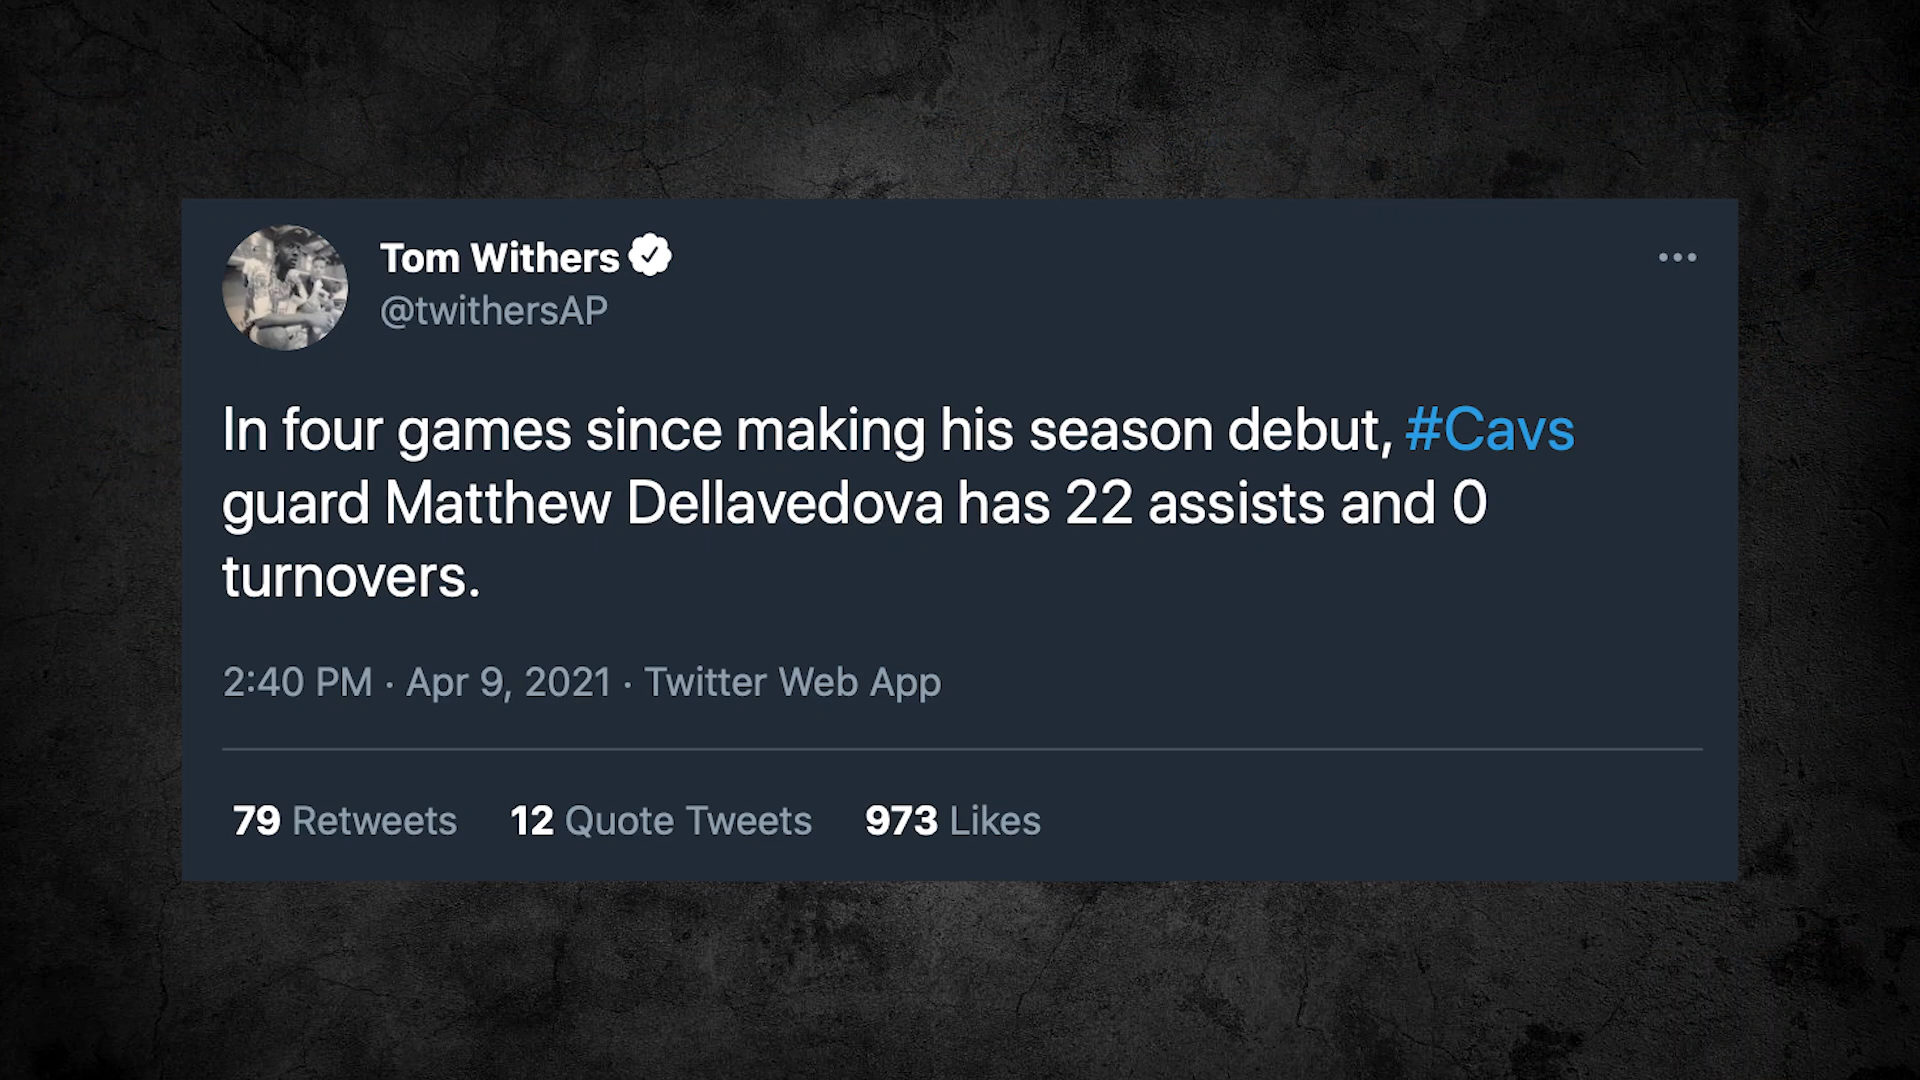 Tom Withers
@twithersAP
In four games since making his season debut, #Cavs
guard Matthew Dellavedova has 22 assists and 0
turnovers.
2:40 PM · Apr 9, 2021 · Twitter Web App
79 Retweets 12 Quote Tweets 973 Likes